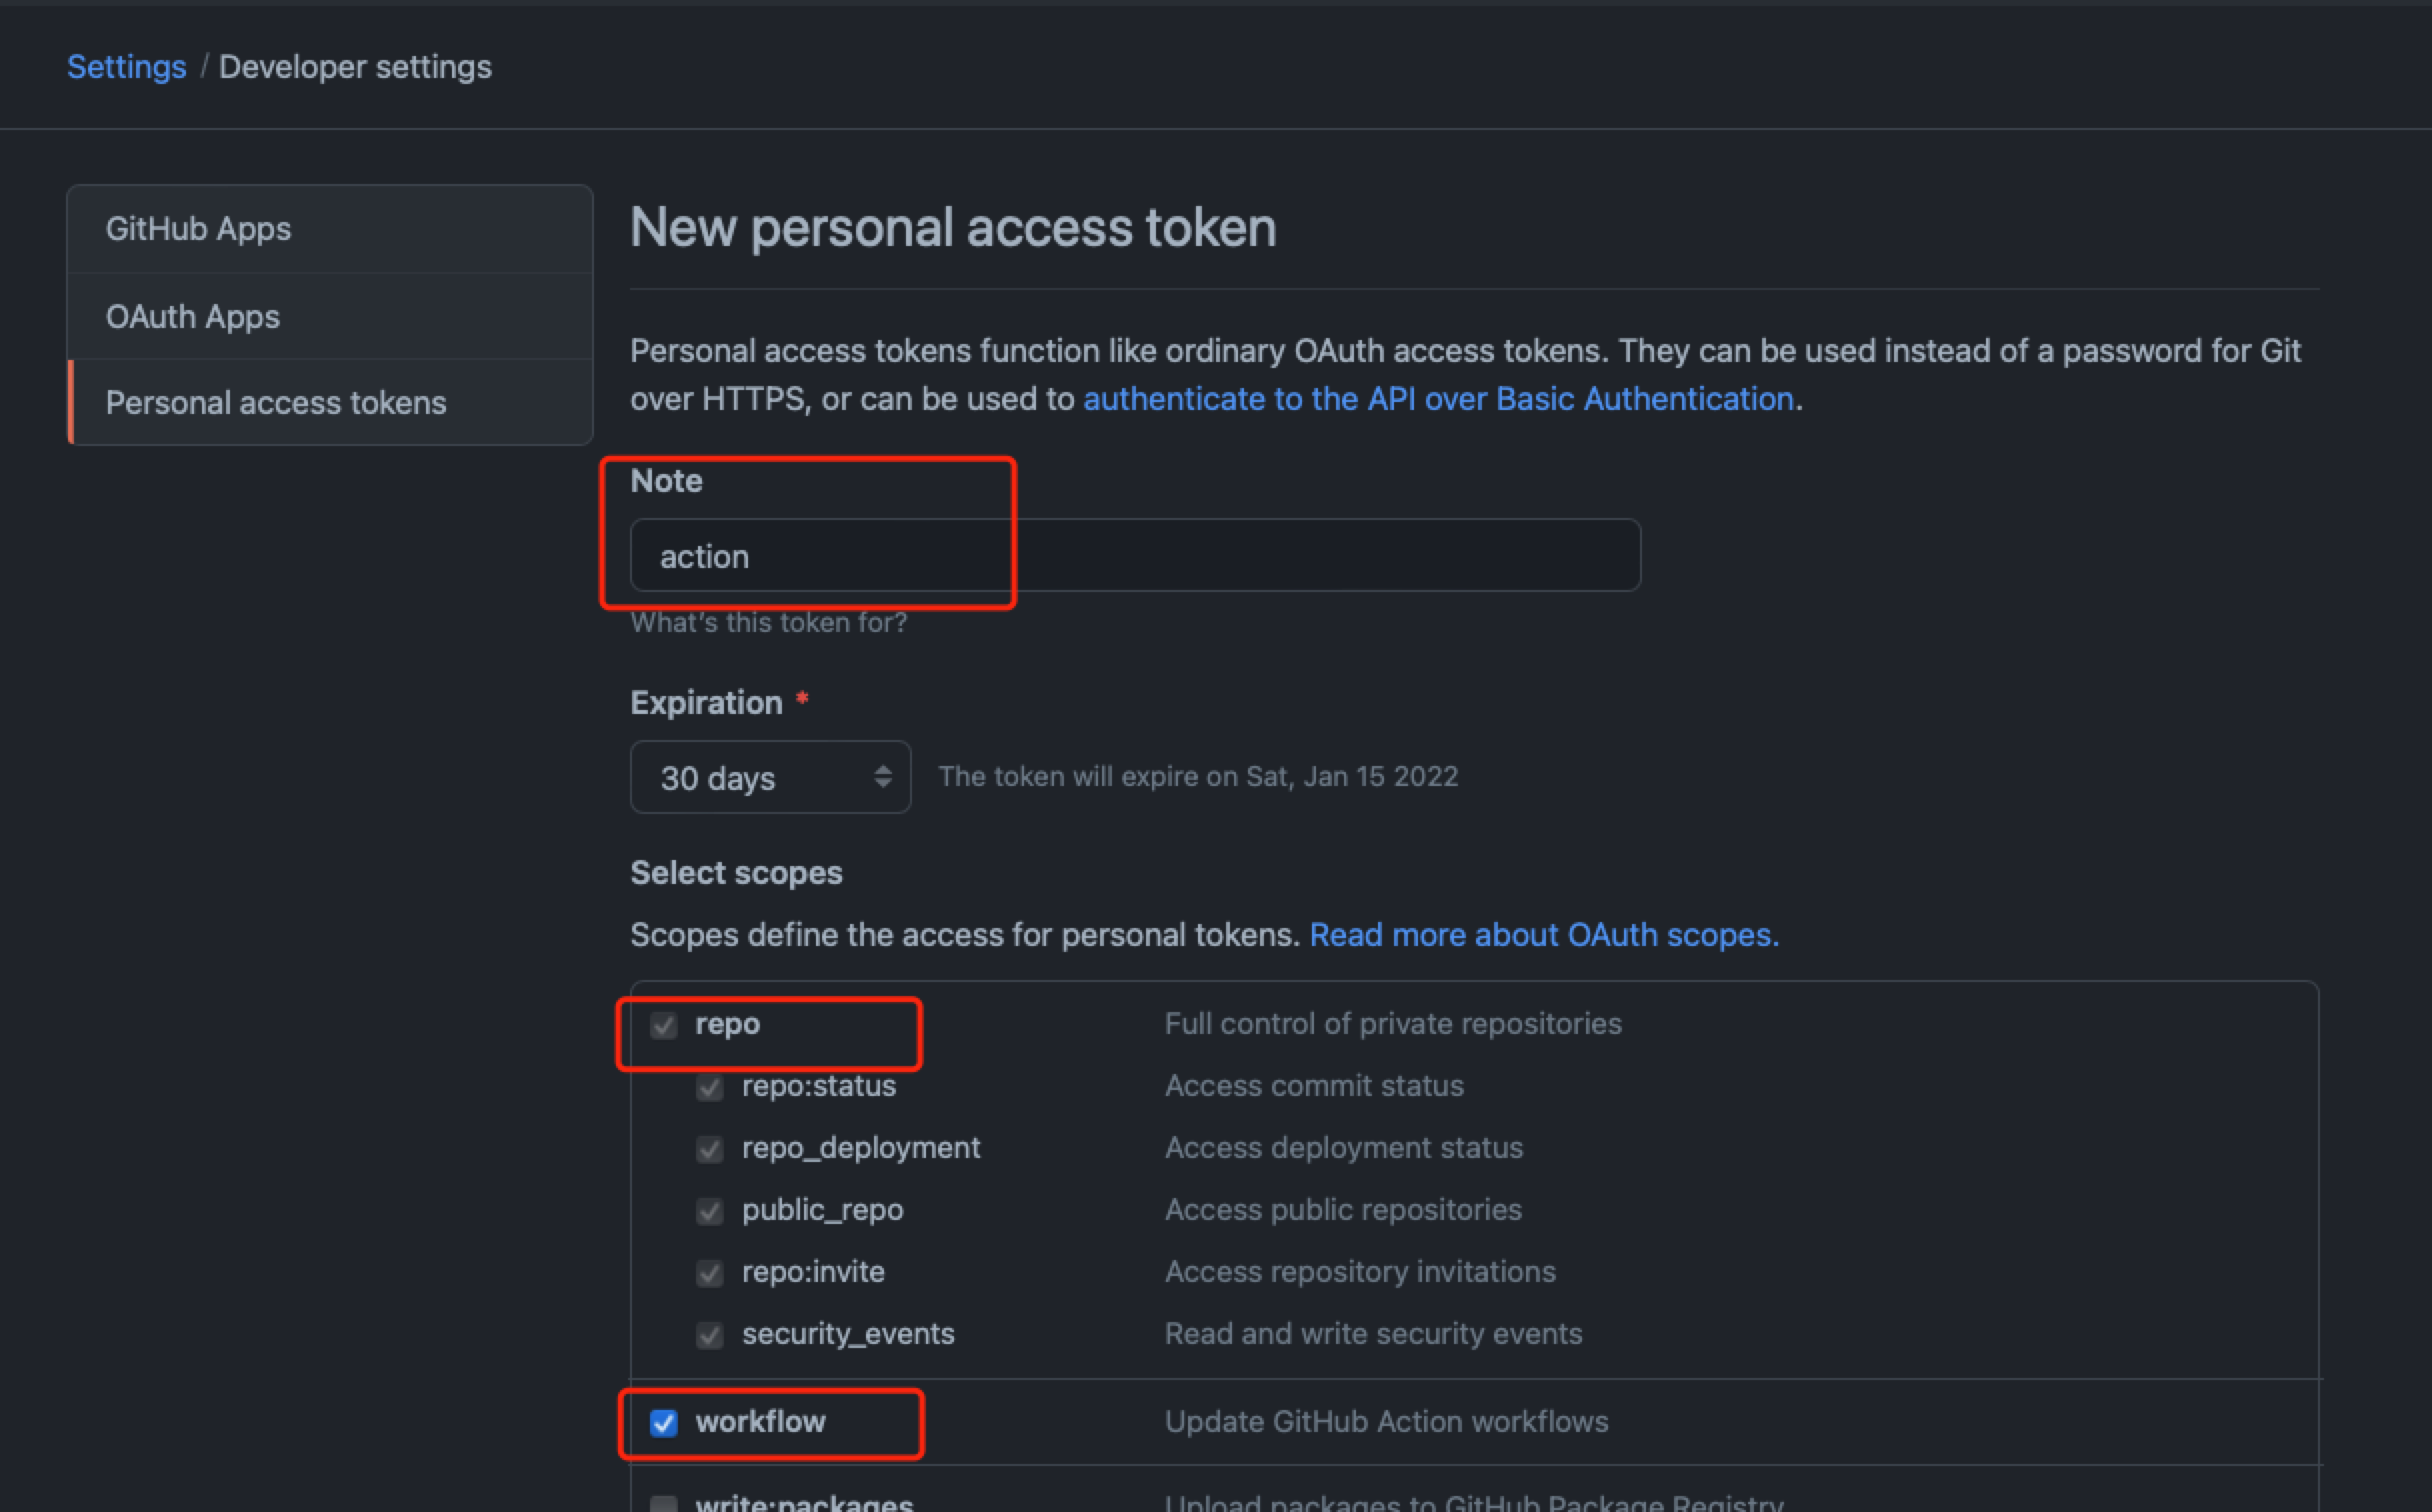 Settings / Developer settings
GitHub Apps
OAuth Apps
Personal access tokens
New personal access token
Personal access tokens function like ordinary OAuth access tokens. They can be used instead of a password for Git
over HTTPS, or can be used to authenticate to the API over Basic Authentication.
Note
action
What's this token for?
Expiration *
30 days
The token will expire on Sat, Jan 15 2022
Select scopes
Scopes define the access for personal tokens. Read more about OAuth scopes.
repo Full control of private repositories
repo:status Access commit status
repo_deployment Access deployment status
public_repo Access public repositories
repo:invite Access repository invitations
security_events Read and write security events
workflow Update GitHub Action workflows
write:packages Upload packages to GitHub Package Registry